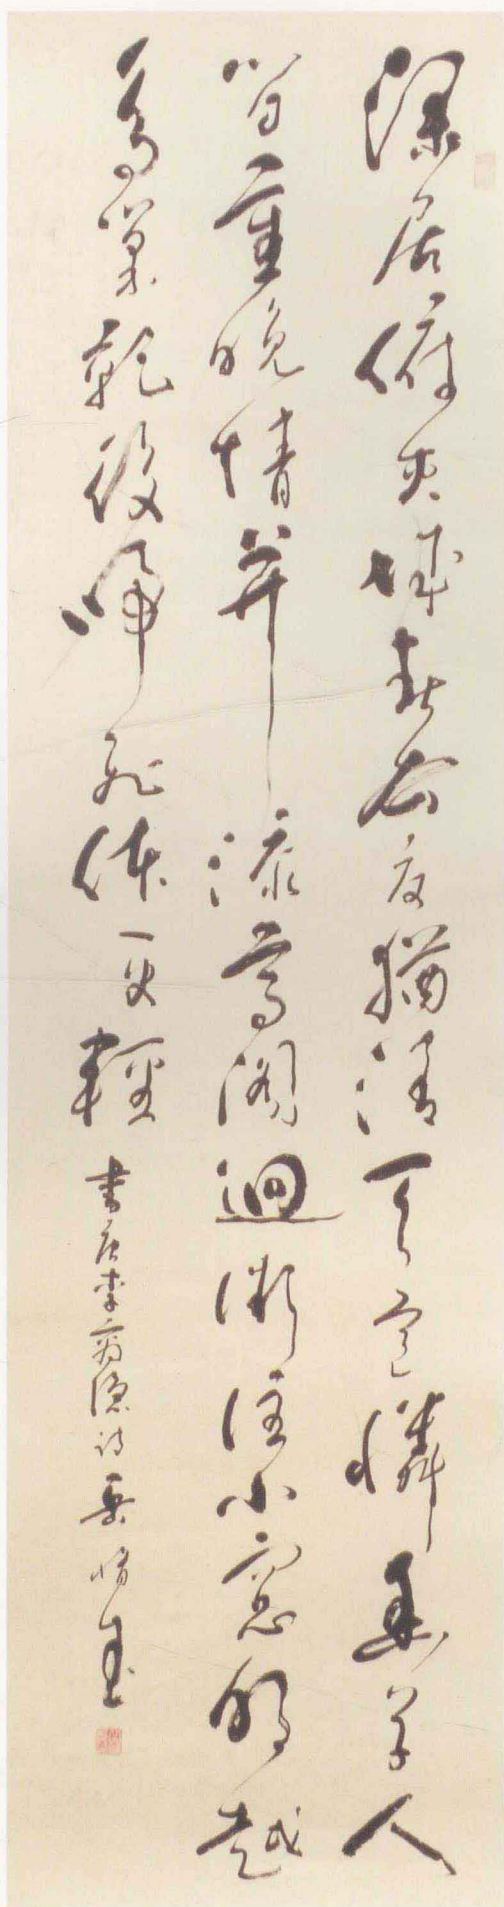 深居俯夾城春去夏猶清天意憐幽草人
間重晚晴并添高閣迥微注小窗明越
鳥巢乾後歸飛體更輕
書唐李商隱詩